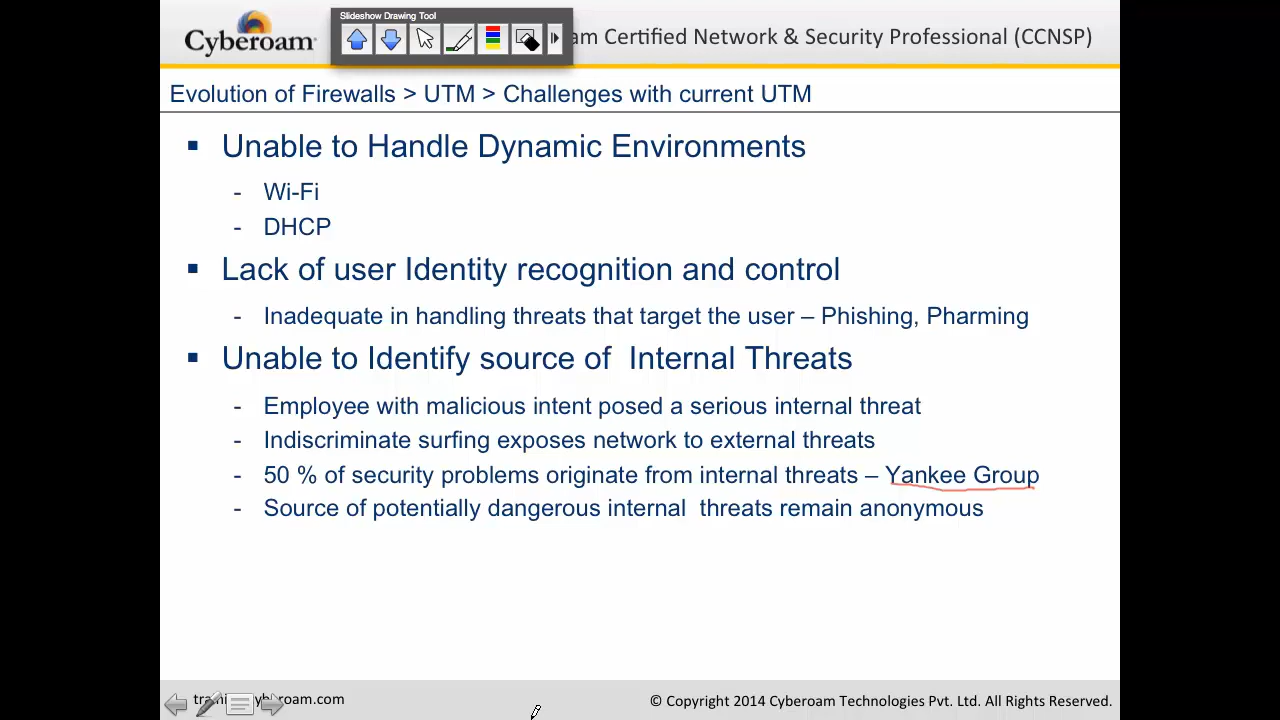 Slideshow Drawing Tool
Cyberoam
am Certified Network & Security Professional (CCNSP)
Evolution of Firewalls > UTM > Challenges with current UTM
▪ Unable to Handle Dynamic Environments
- Wi-Fi
- DHCP
▪ Lack of user Identity recognition and control
- Inadequate in handling threats that target the user – Phishing, Pharming
▪ Unable to Identify source of Internal Threats
- Employee with malicious intent posed a serious internal threat
- Indiscriminate surfing exposes network to external threats
- 50 % of security problems originate from internal threats – Yankee Group
- Source of potentially dangerous internal threats remain anonymous
© Copyright 2014 Cyberoam Technologies Pvt. Ltd. All Rights Reserved.